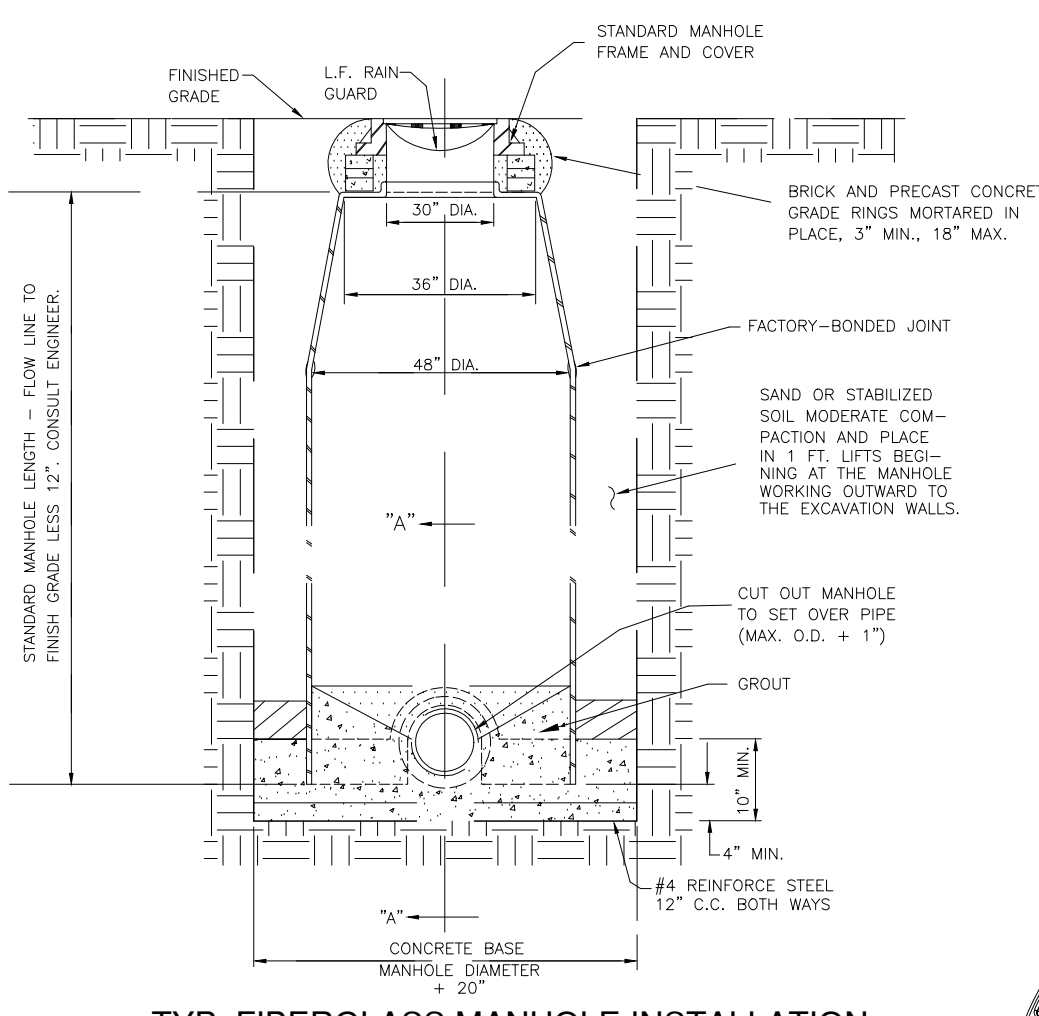 STANDARD MANHOLE
FRAME AND COVER
FINISHED
GRADE
L.F. RAIN
GUARD
BRICK AND PRECAST CONCRET
GRADE RINGS MORTARED IN
PLACE, 3" MIN., 18" MAX.
30" DIA.
36" DIA.
FACTORY-BONDED JOINT
48" DIA.
STANDARD MANHOLE LENGTH - FLOW LINE TO
FINISH GRADE LESS 12". CONSULT ENGINEER.
SAND OR STABILIZED
SOIL MODERATE COM-
PACTION AND PLACE
IN 1 FT. LIFTS BEGI-
NING AT THE MANHOLE
WORKING OUTWARD TO
THE EXCAVATION WALLS.
"A"
CUT OUT MANHOLE
TO SET OVER PIPE
(MAX. O.D. + 1")
GROUT
10" MIN.
4" MIN.
#4 REINFORCE STEEL
12" C.C. BOTH WAYS
"A"
CONCRETE BASE
MANHOLE DIAMETER
+ 20"
TYP. FIBERGLASS MANHOLE INSTALLATION